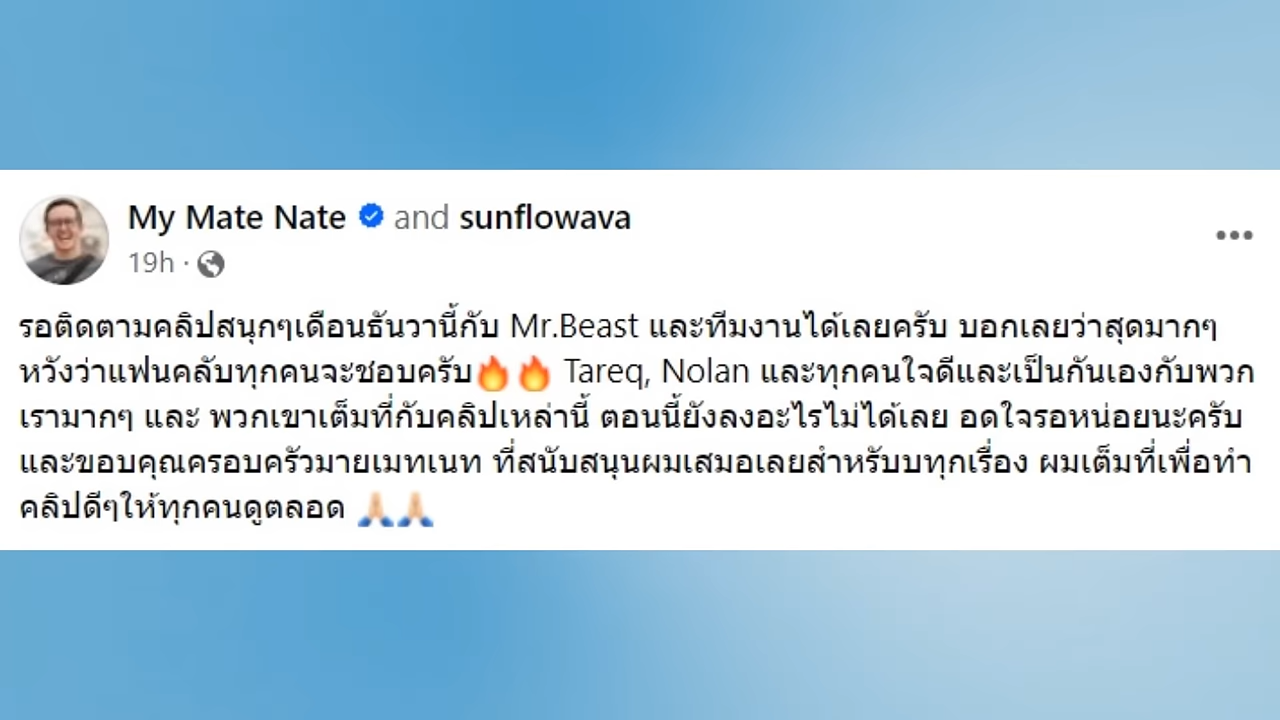 My Mate Nate and sunflowava
19h ·
รอติดตามคลิปสนุกๆเดือนธันวานี้กับ Mr.Beast และทีมงานได้เลยครับ บอกเลยว่าสุดมากๆ
หวังว่าแฟนคลับทุกคนจะชอบครับ🔥🔥 Tareq, Nolan และทุกคนใจดีและเป็นกันเองกับพวก
เรามากๆ และ พวกเขาเต็มที่กับคลิปเหล่านี้ ตอนนี้ยังลงอะไรไม่ได้เลย อดใจรอหน่อยนะครับ
และขอบคุณครอบครัวมายเมทเนท ที่สนับสนุนผมเสมอเลยสำหรับบทุกเรื่อง ผมเต็มที่เพื่อทำ
คลิปดีๆให้ทุกคนดูตลอด 🙏🏻🙏🏻